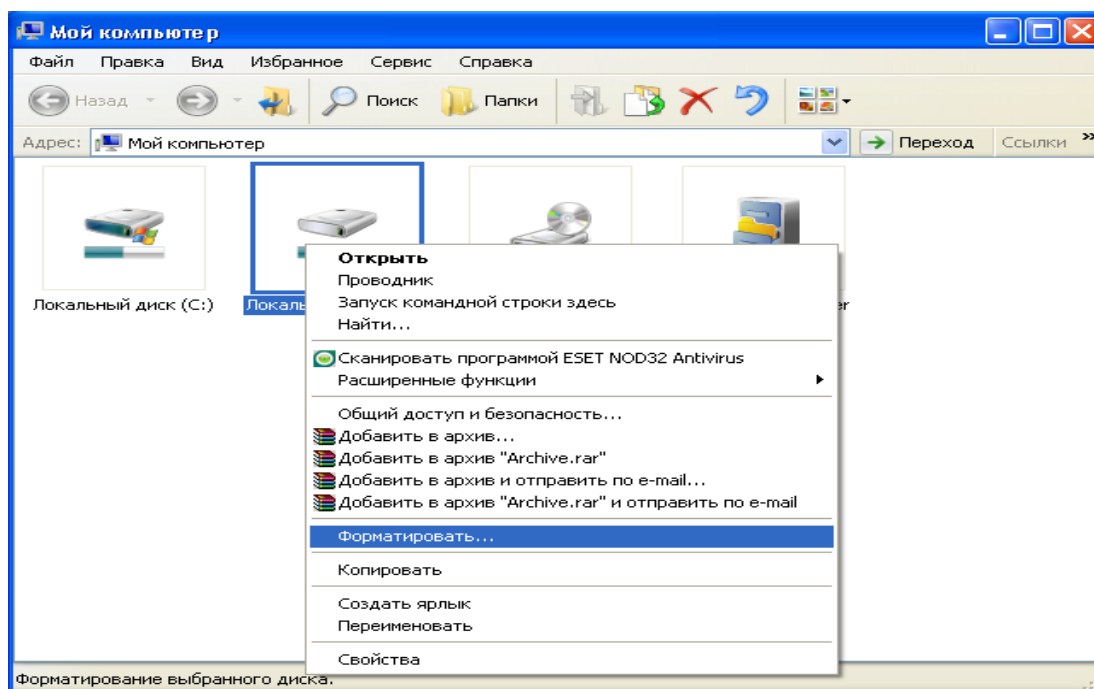 Мой компьютер
Файл Правка Вид Избранное Сервис Справка
Назад Поиск Папки
Адрес: Мой компьютер Переход Ссылки »
Локальный диск (C:)
Открыть
Проводник
Запуск командной строки здесь
Найти...
Сканировать программой ESET NOD32 Antivirus
Расширенные функции
Общий доступ и безопасность...
Добавить в архив...
Добавить в архив "Archive.rar"
Добавить в архив и отправить по e-mail...
Добавить в архив "Archive.rar" и отправить по e-mail
Форматировать...
Копировать
Создать ярлык
Переименовать
Свойства
Форматирование выбранного диска.